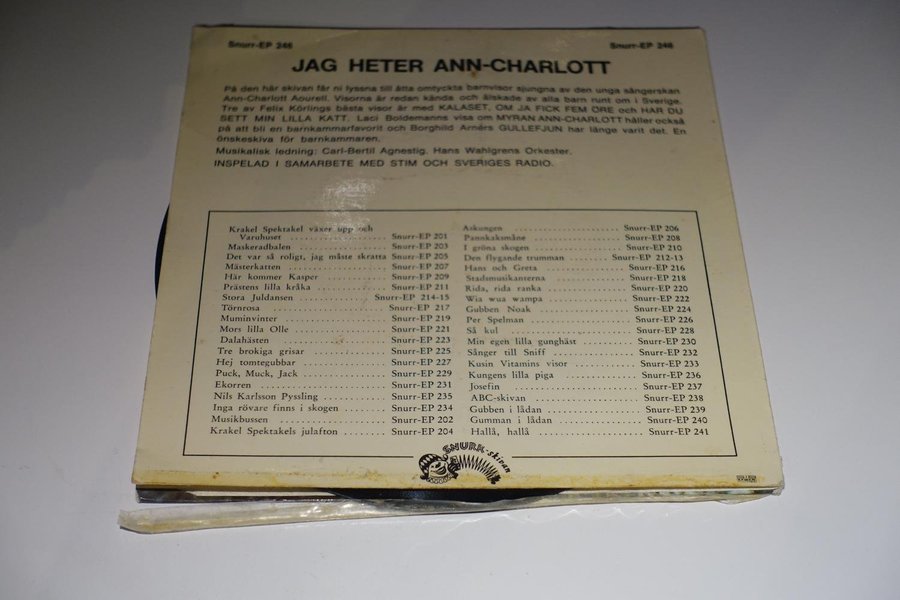 Snurr-EP 246 Snurr-EP 246
JAG HETER ANN-CHARLOTT
På den här skivan får ni lyssna till åtta omtyckta barnvisor sjungna av den unga sångerskan
Ann-Charlott Aourell. Visorna är redan kända och älskade av alla barn runt om i Sverige.
Tre av Felix Körlings bästa visor är med KALASET, OM JA FICK FEM ÖRE och HAR DU
SETT MIN LILLA KATT. Laci Boldemanns visa om MYRAN ANN-CHARLOTT håller också
på att bli en barnkammarfavorit och Borghild Arnérs GULLEFJUN har länge varit det. En
önskeskiva för barnkammaren.
Musikalisk ledning: Carl-Bertil Agnestig. Hans Wahlgrens Orkester.
INSPELAD I SAMARBETE MED STIM OCH SVERIGES RADIO.
Krakel Spektakel växer upp och
Varuhuset Snurr-EP 201
Maskeradbalen Snurr-EP 203
Det var så roligt, jag måste skratta Snurr-EP 205
Mästerkatten Snurr-EP 207
Här kommer Kasper Snurr-EP 209
Prästens lilla kråka Snurr-EP 211
Stora Juldansen Snurr-EP 214-15
Törnrosa Snurr-EP 217
Muminvinter Snurr-EP 219
Mors lilla Olle Snurr-EP 221
Dalahästen Snurr-EP 223
Tre brokiga grisar Snurr-EP 225
Hej tomtegubbar Snurr-EP 227
Puck, Muck, Jack Snurr-EP 229
Ekorren Snurr-EP 231
Nils Karlsson Pyssling Snurr-EP 235
Inga rövare finns i skogen Snurr-EP 234
Musikbussen Snurr-EP 202
Krakel Spektakels julafron Snurr-EP 204
Askungen Snurr-EP 206
Pannkaksmåne Snurr-EP 208
I gröna skogen Snurr-EP 210
Den flygande trumman Snurr-EP 212-13
Hans och Greta Snurr-EP 216
Stadsmusikanterna Snurr-EP 218
Rida, rida ranka Snurr-EP 220
Wia wua wampa Snurr-EP 222
Gubben Noak Snurr-EP 224
Per Spelman Snurr-EP 226
Så kul Snurr-EP 228
Min egen lilla gunghäst Snurr-EP 230
Sånger till Sniff Snurr-EP 232
Kusin Vitamins visor Snurr-EP 233
Kungens lilla piga Snurr-EP 236
Josefin Snurr-EP 237
ABC-skivan Snurr-EP 238
Gubben i lådan Snurr-EP 239
Gumman i lådan Snurr-EP 240
Hallå, hallå Snurr-EP 241
SNURR-skivan